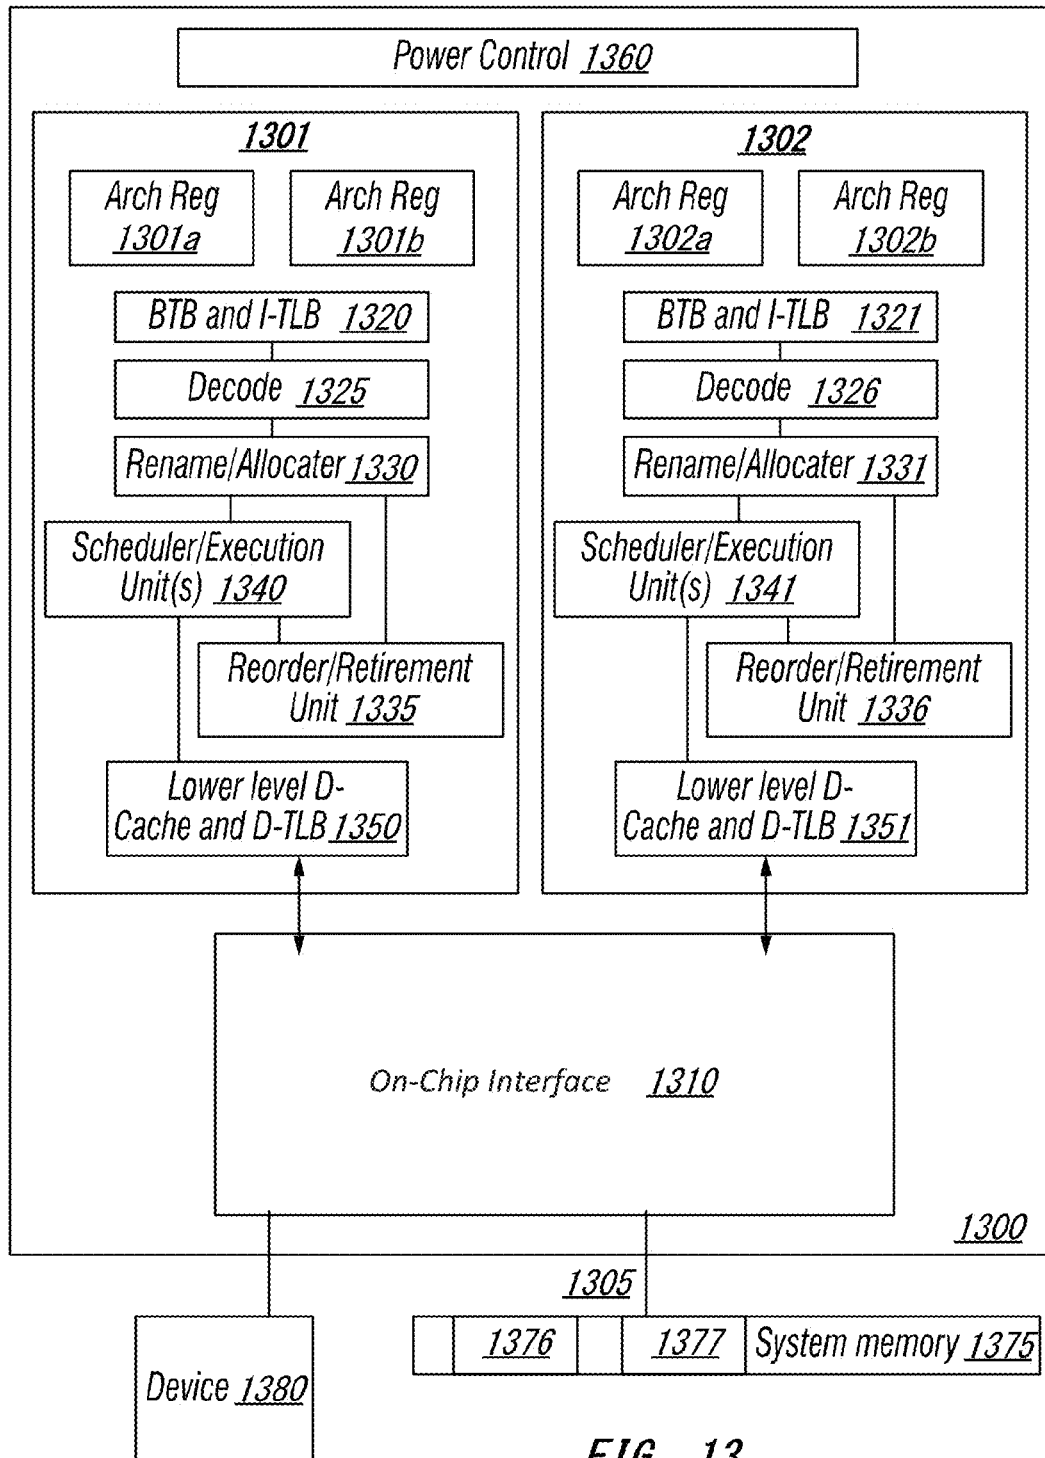 Power Control 1360
1301
Arch Reg
1301a
Arch Reg
1301b
BTB and I-TLB 1320
Decode 1325
Rename/Allocater 1330
Scheduler/Execution
Unit(s) 1340
Reorder/Retirement
Unit 1335
Lower level D-
Cache and D-TLB 1350
1302
Arch Reg
1302a
Arch Reg
1302b
BTB and I-TLB 1321
Decode 1326
Rename/Allocater 1331
Scheduler/Execution
Unit(s) 1341
Reorder/Retirement
Unit 1336
Lower level D-
Cache and D-TLB 1351
On-Chip Interface 1310
1300
1305
1376
1377
System memory 1375
Device 1380
FIG. 13